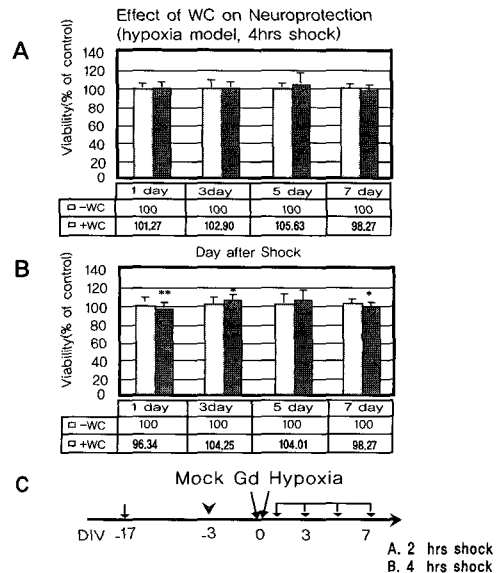 Effect of WC on Neuroprotection
(hypoxia model, 4hrs shock)
A
Viability(% of control)
140
120
100
80
60
40
20
0
1 day 3day 5 day 7 day
-WC 100 100 100 100
+WC 101.27 102.90 105.63 98.27
Day after Shock
B
Viability(% of control)
140
120
100
80
60
40
20
0
** * *
1 day 3day 5 day 7 day
-WC 100 100 100 100
+WC 96.34 104.25 104.01 98.27
C
Mock Gd Hypoxia
DIV -17 -3 0 3 7
A. 2 hrs shock
B. 4 hrs shock